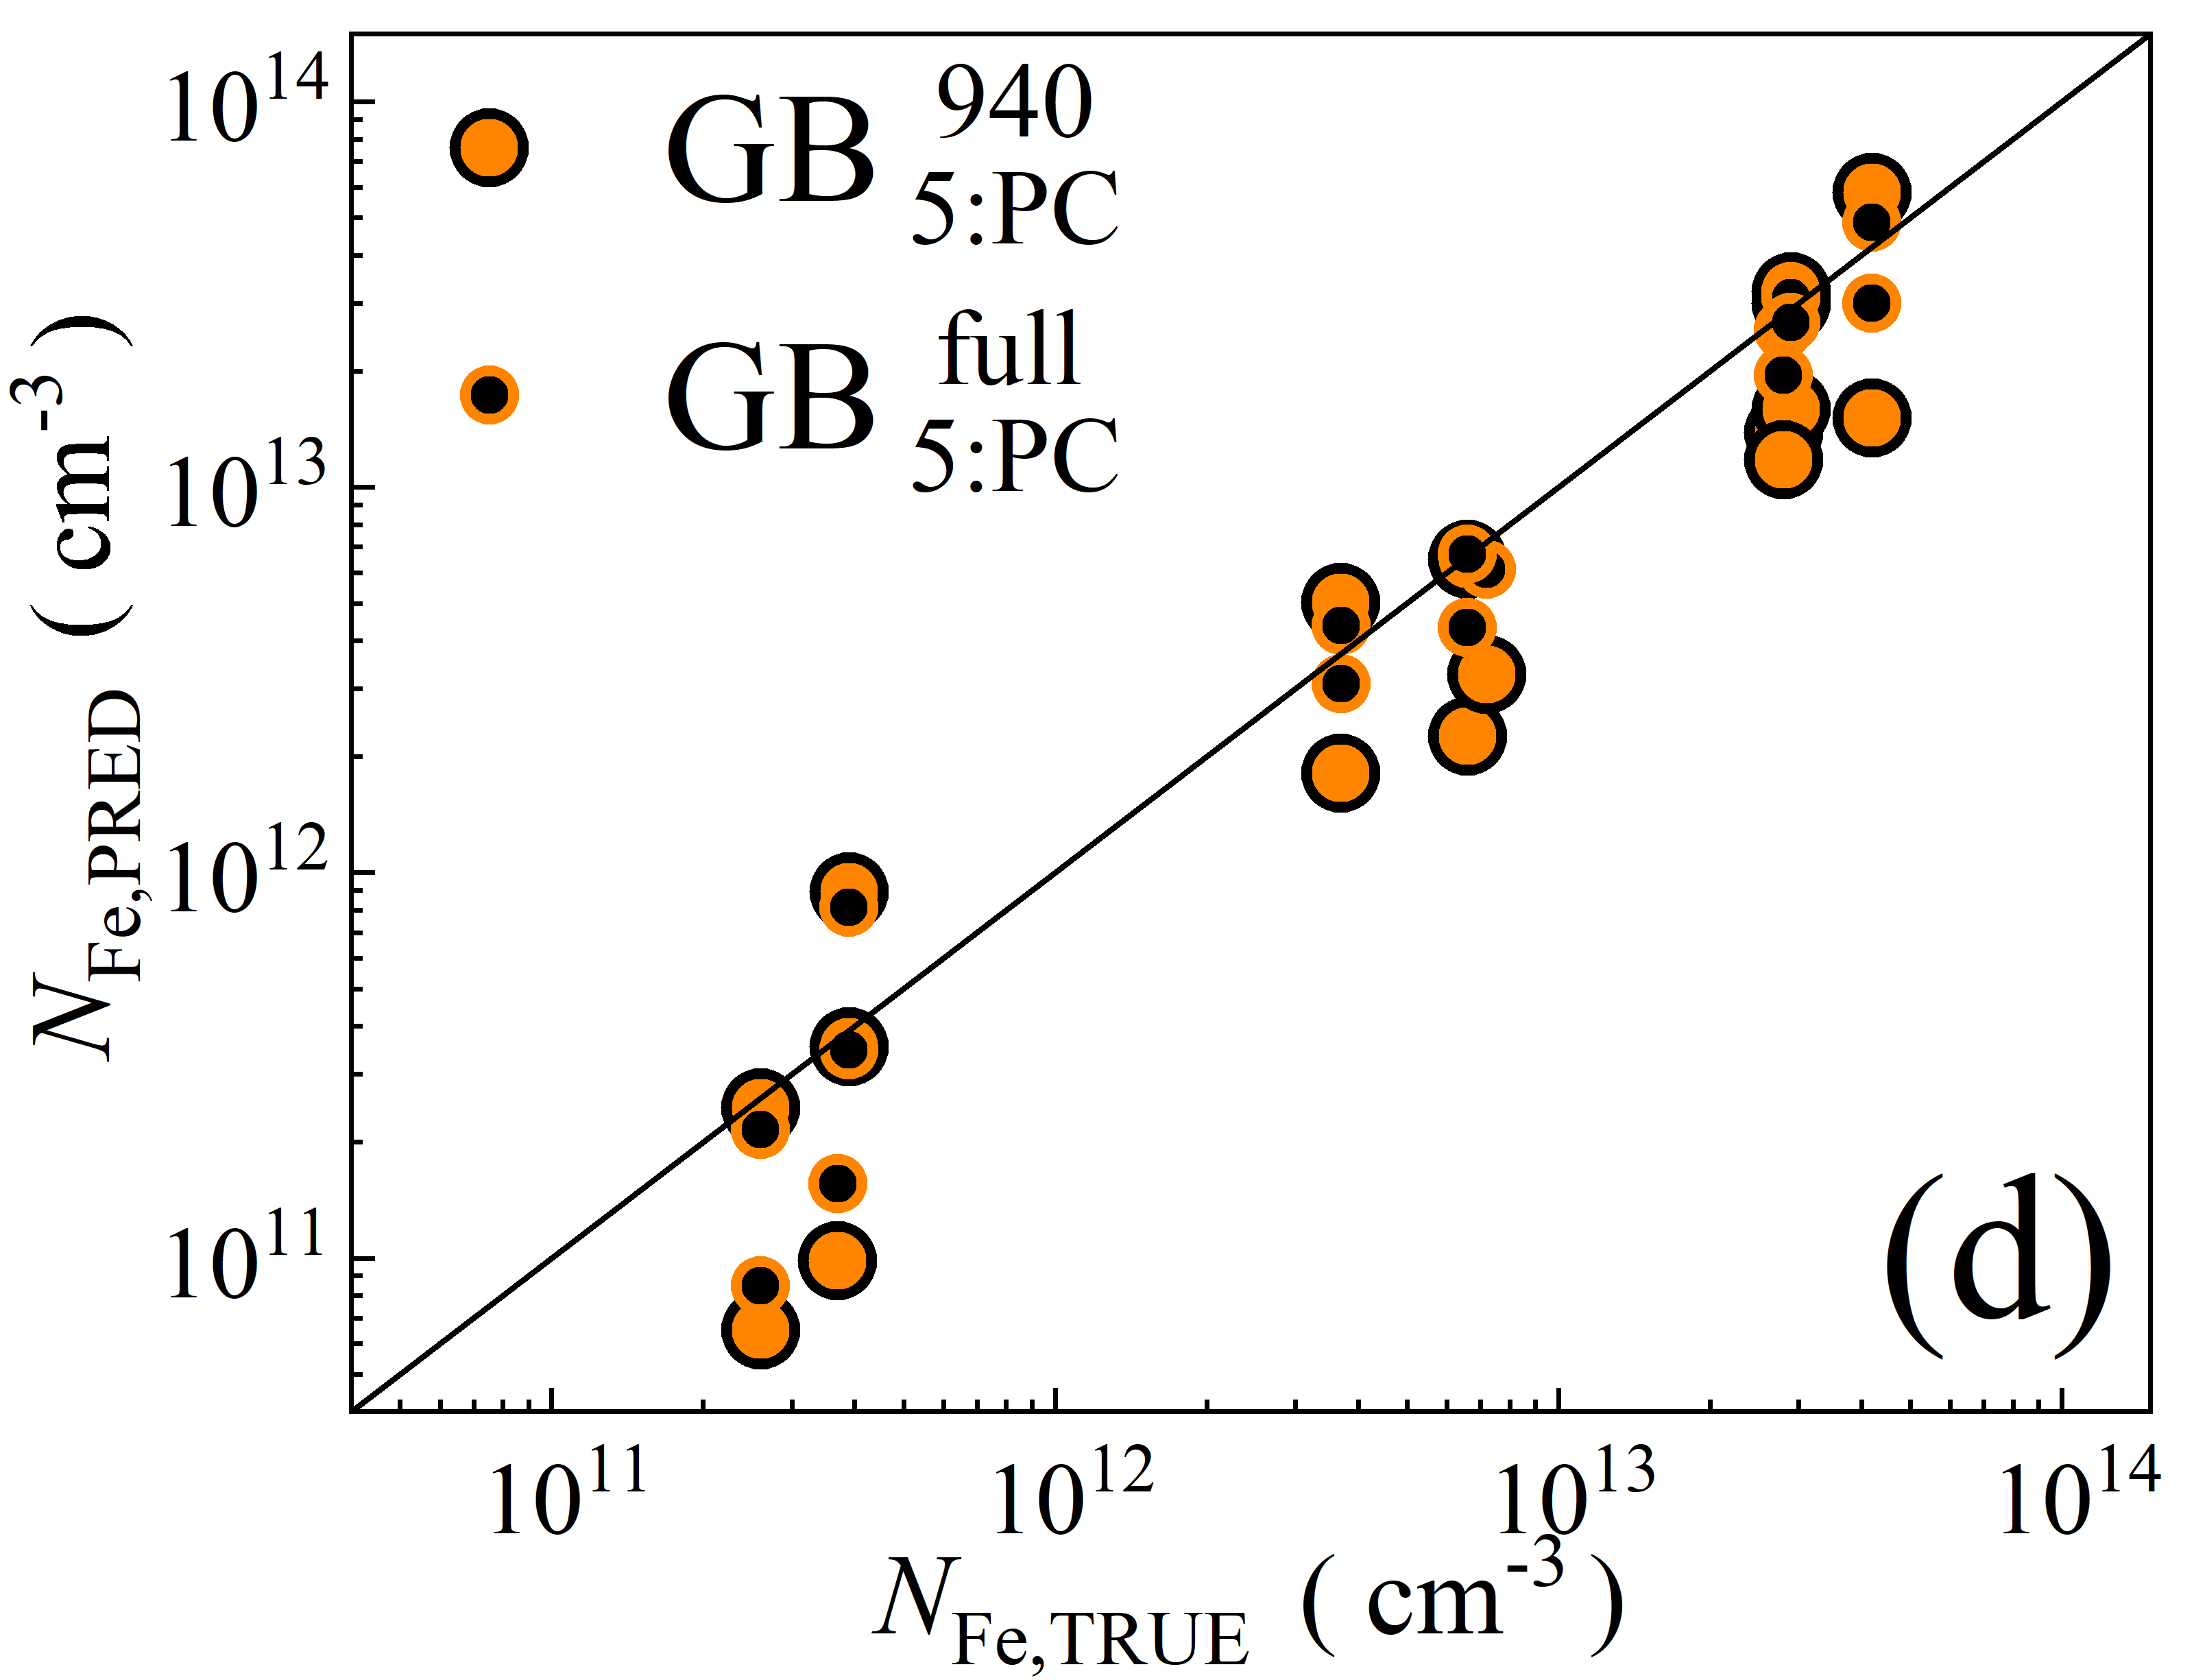 10^14
10^13
10^12
10^11
N_Fe,PRED ( cm^-3 )
GB 940 5:PC
GB full 5:PC
(d)
10^11 10^12 10^13 10^14
N_Fe,TRUE ( cm^-3 )